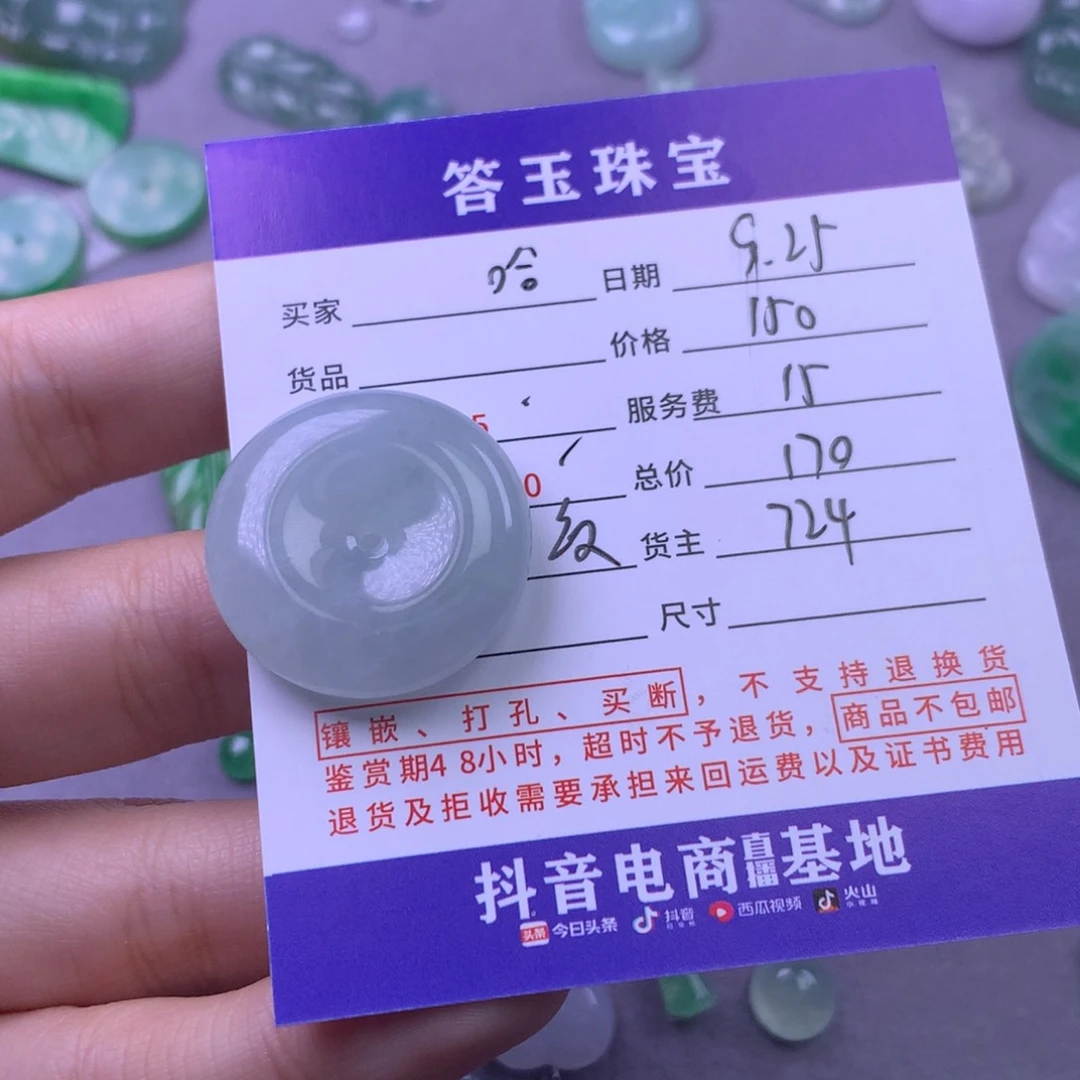 答玉珠宝
买家 哈 日期 9.25
货品 价格 150
5 服务费 15
0 总价 170
货主 724
尺寸
镶嵌、打孔、买断，不支持退换货
鉴赏期48小时，超时不予退货，商品不包邮
退货及拒收需要承担来回运费以及证书费用
抖音电商直播基地
头条 今日头条 抖音 西瓜视频 火山